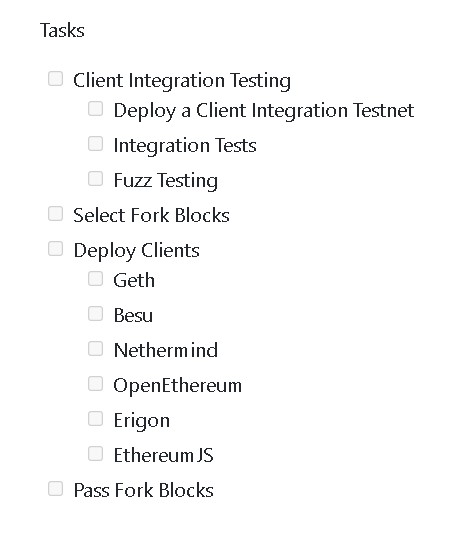 Tasks
Client Integration Testing
Deploy a Client Integration Testnet
Integration Tests
Fuzz Testing
Select Fork Blocks
Deploy Clients
Geth
Besu
Nethermind
OpenEthereum
Erigon
EthereumJS
Pass Fork Blocks